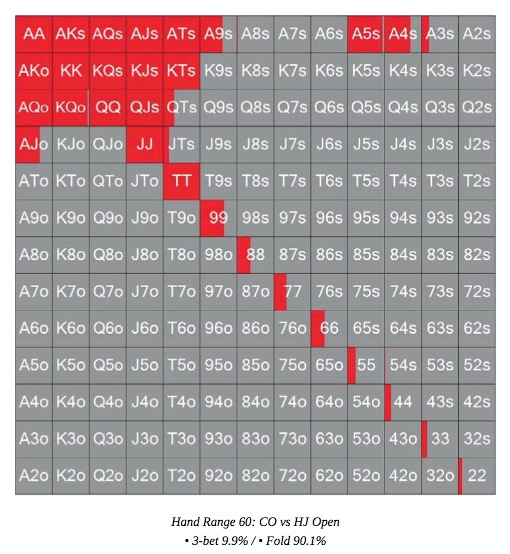 AA AKs AQs AJs ATs A9s A8s A7s A6s A5s A4s A3s A2s
AKo KK KQs KJs KTs K9s K8s K7s K6s K5s K4s K3s K2s
AQo KQo QQ QJs QTs Q9s Q8s Q7s Q6s Q5s Q4s Q3s Q2s
AJo KJo QJo JJ JTs J9s J8s J7s J6s J5s J4s J3s J2s
ATo KTo QTo JTo TT T9s T8s T7s T6s T5s T4s T3s T2s
A9o K9o Q9o J9o T9o 99 98s 97s 96s 95s 94s 93s 92s
A8o K8o Q8o J8o T8o 98o 88 87s 86s 85s 84s 83s 82s
A7o K7o Q7o J7o T7o 97o 87o 77 76s 75s 74s 73s 72s
A6o K6o Q6o J6o T6o 96o 86o 76o 66 65s 64s 63s 62s
A5o K5o Q5o J5o T5o 95o 85o 75o 65o 55 54s 53s 52s
A4o K4o Q4o J4o T4o 94o 84o 74o 64o 54o 44 43s 42s
A3o K3o Q3o J3o T3o 93o 83o 73o 63o 53o 43o 33 32s
A2o K2o Q2o J2o T2o 92o 82o 72o 62o 52o 42o 32o 22
Hand Range 60: CO vs HJ Open
• 3-bet 9.9% / • Fold 90.1%